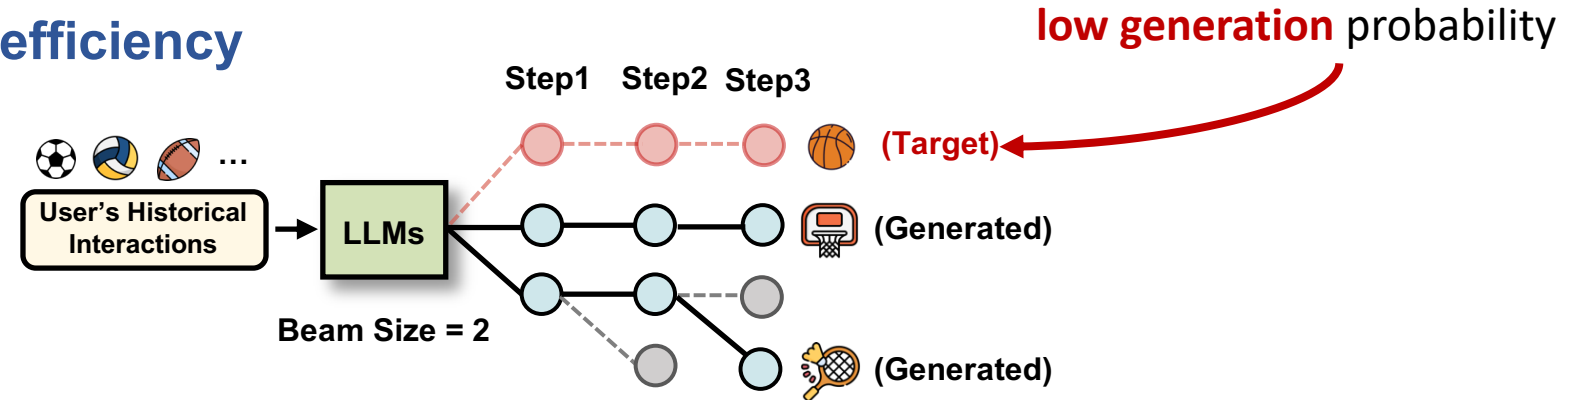 efficiency
low generation probability
Step1 Step2 Step3
...
(Target)
User's Historical
Interactions
LLMs
(Generated)
Beam Size = 2
(Generated)